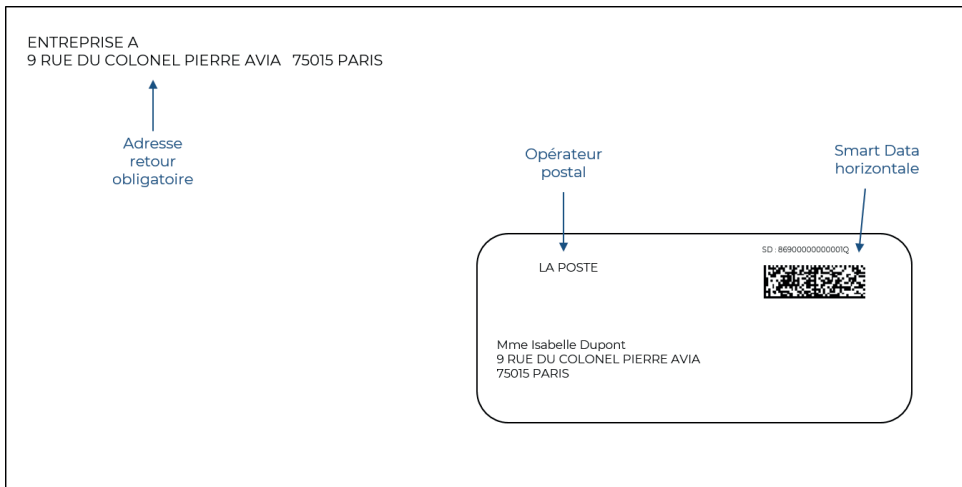 ENTREPRISE A
9 RUE DU COLONEL PIERRE AVIA 75015 PARIS
Adresse
retour
obligatoire
Opérateur
postal
Smart Data
horizontale
SD : 86900000000001Q
LA POSTE
Mme Isabelle Dupont
9 RUE DU COLONEL PIERRE AVIA
75015 PARIS